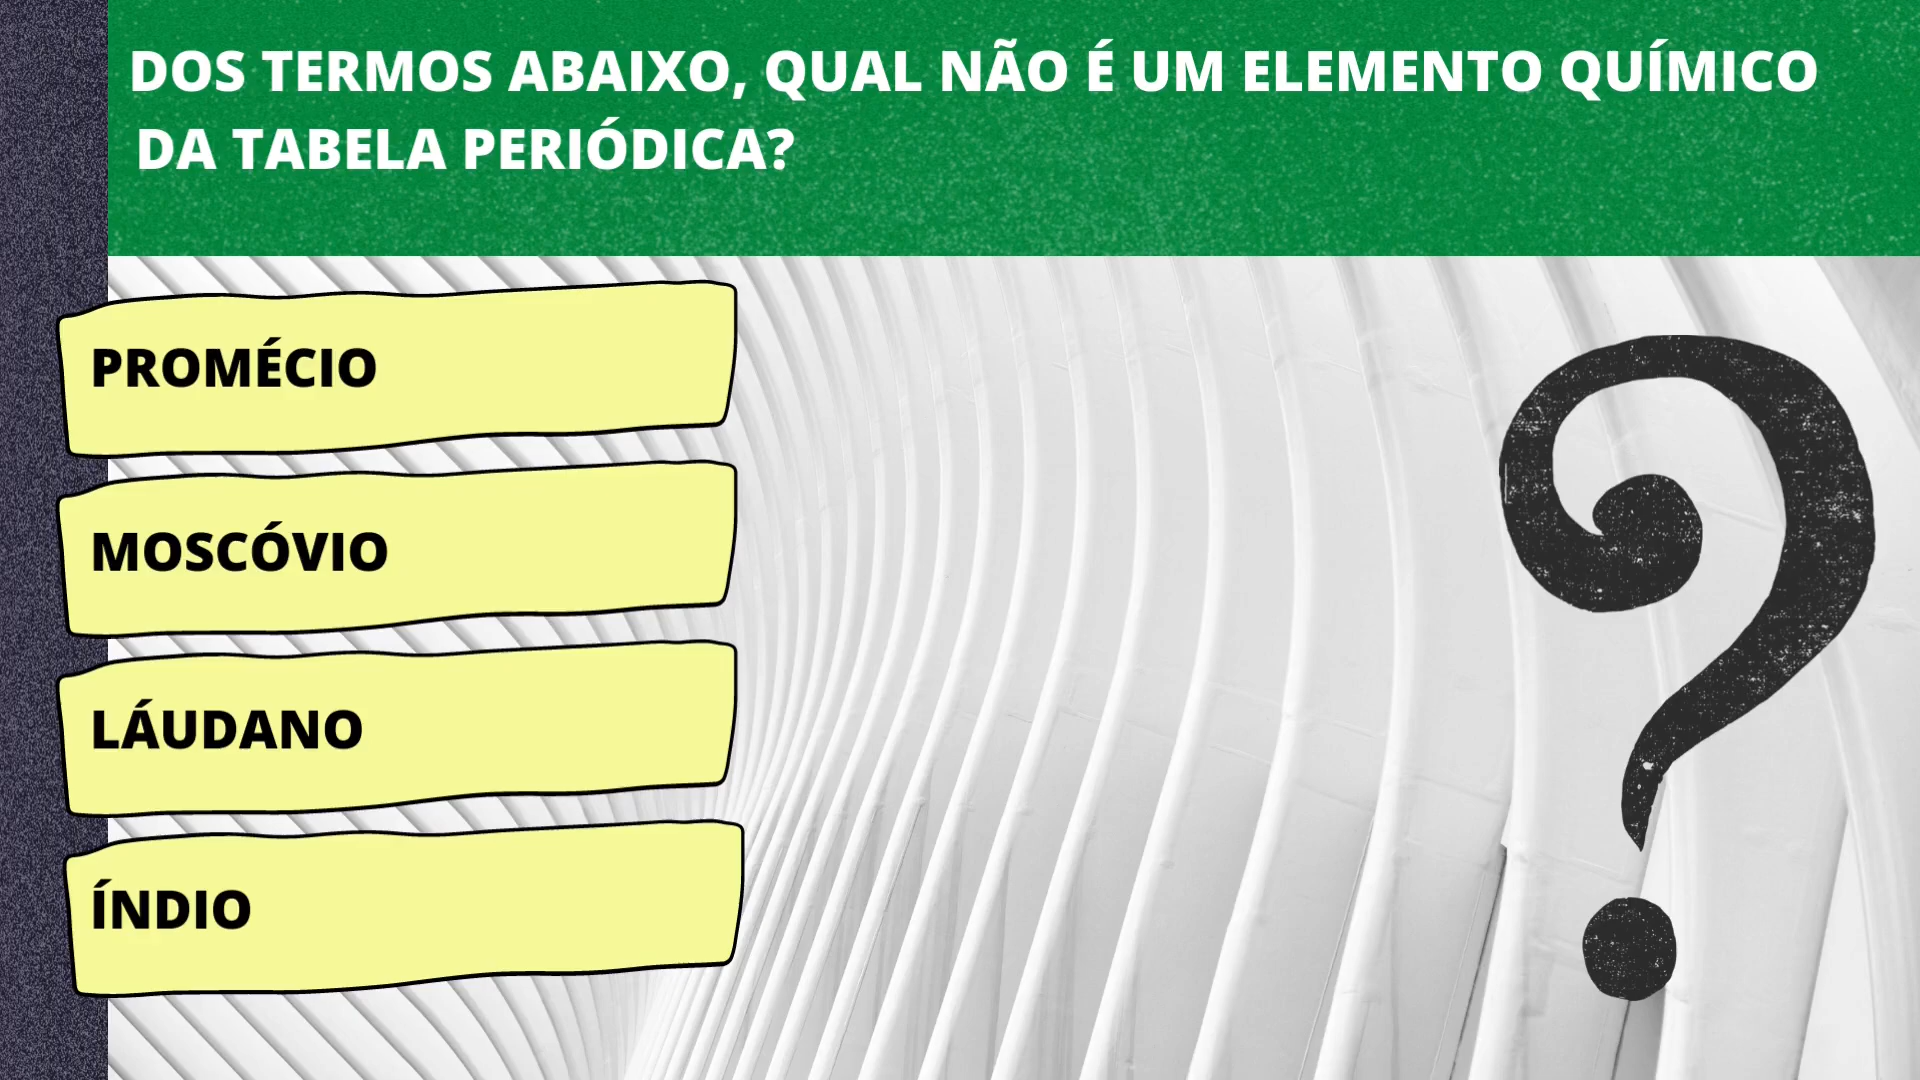 DOS TERMOS ABAIXO, QUAL NÃO É UM ELEMENTO QUÍMICO
DA TABELA PERIÓDICA?
PROMÉCIO
MOSCÓVIO
LÁUDANO
ÍNDIO